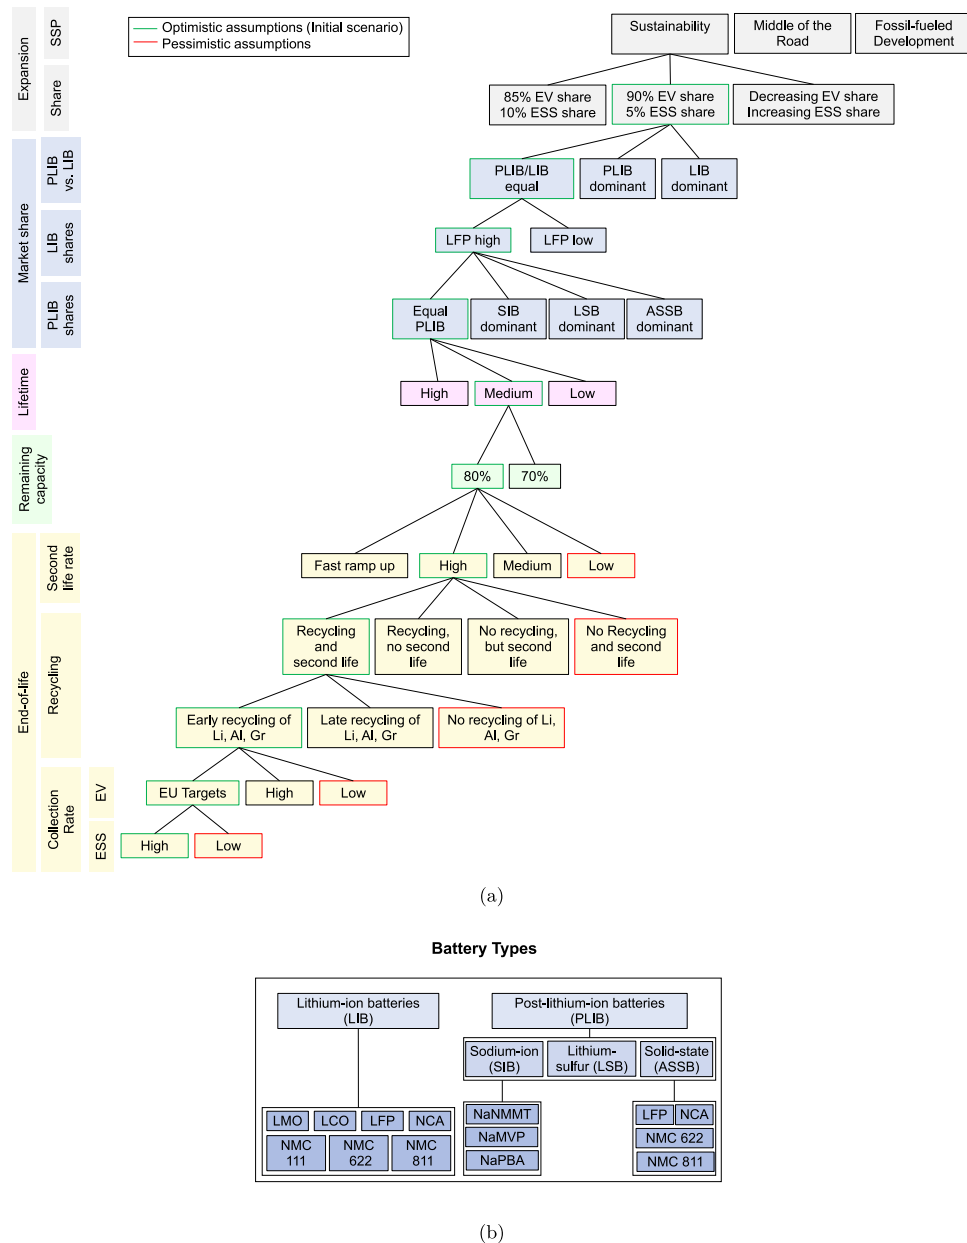 Optimistic assumptions (Initial scenario)
Pessimistic assumptions
Expansion
SSP
Share
Sustainability
Middle of the
Road
Fossil-fueled
Development
85% EV share
10% ESS share
90% EV share
5% ESS share
Decreasing EV share
Increasing ESS share
Market share
PLIB
vs. LIB
LIB
shares
PLIB
shares
PLIB/LIB
equal
PLIB
dominant
LIB
dominant
LFP high
LFP low
Equal
PLIB
SIB
dominant
LSB
dominant
ASSB
dominant
Lifetime
High
Medium
Low
Remaining
capacity
80%
70%
End-of-life
Second
life rate
Fast ramp up
High
Medium
Low
Recycling
Recycling
and
second life
Recycling,
no second
life
No recycling,
but second
life
No Recycling
and second
life
Early recycling of
Li, Al, Gr
Late recycling of
Li, Al, Gr
No recycling of Li,
Al, Gr
Collection
Rate
EV
EU Targets
High
Low
ESS
High
Low
(a)
Battery Types
Lithium-ion batteries
(LIB)
Post-lithium-ion batteries
(PLIB)
Sodium-ion
(SIB)
Lithium-
sulfur (LSB)
Solid-state
(ASSB)
LMO
LCO
LFP
NCA
NMC
111
NMC
622
NMC
811
NaNMMT
NaMVP
NaPBA
LFP
NCA
NMC 622
NMC 811
(b)